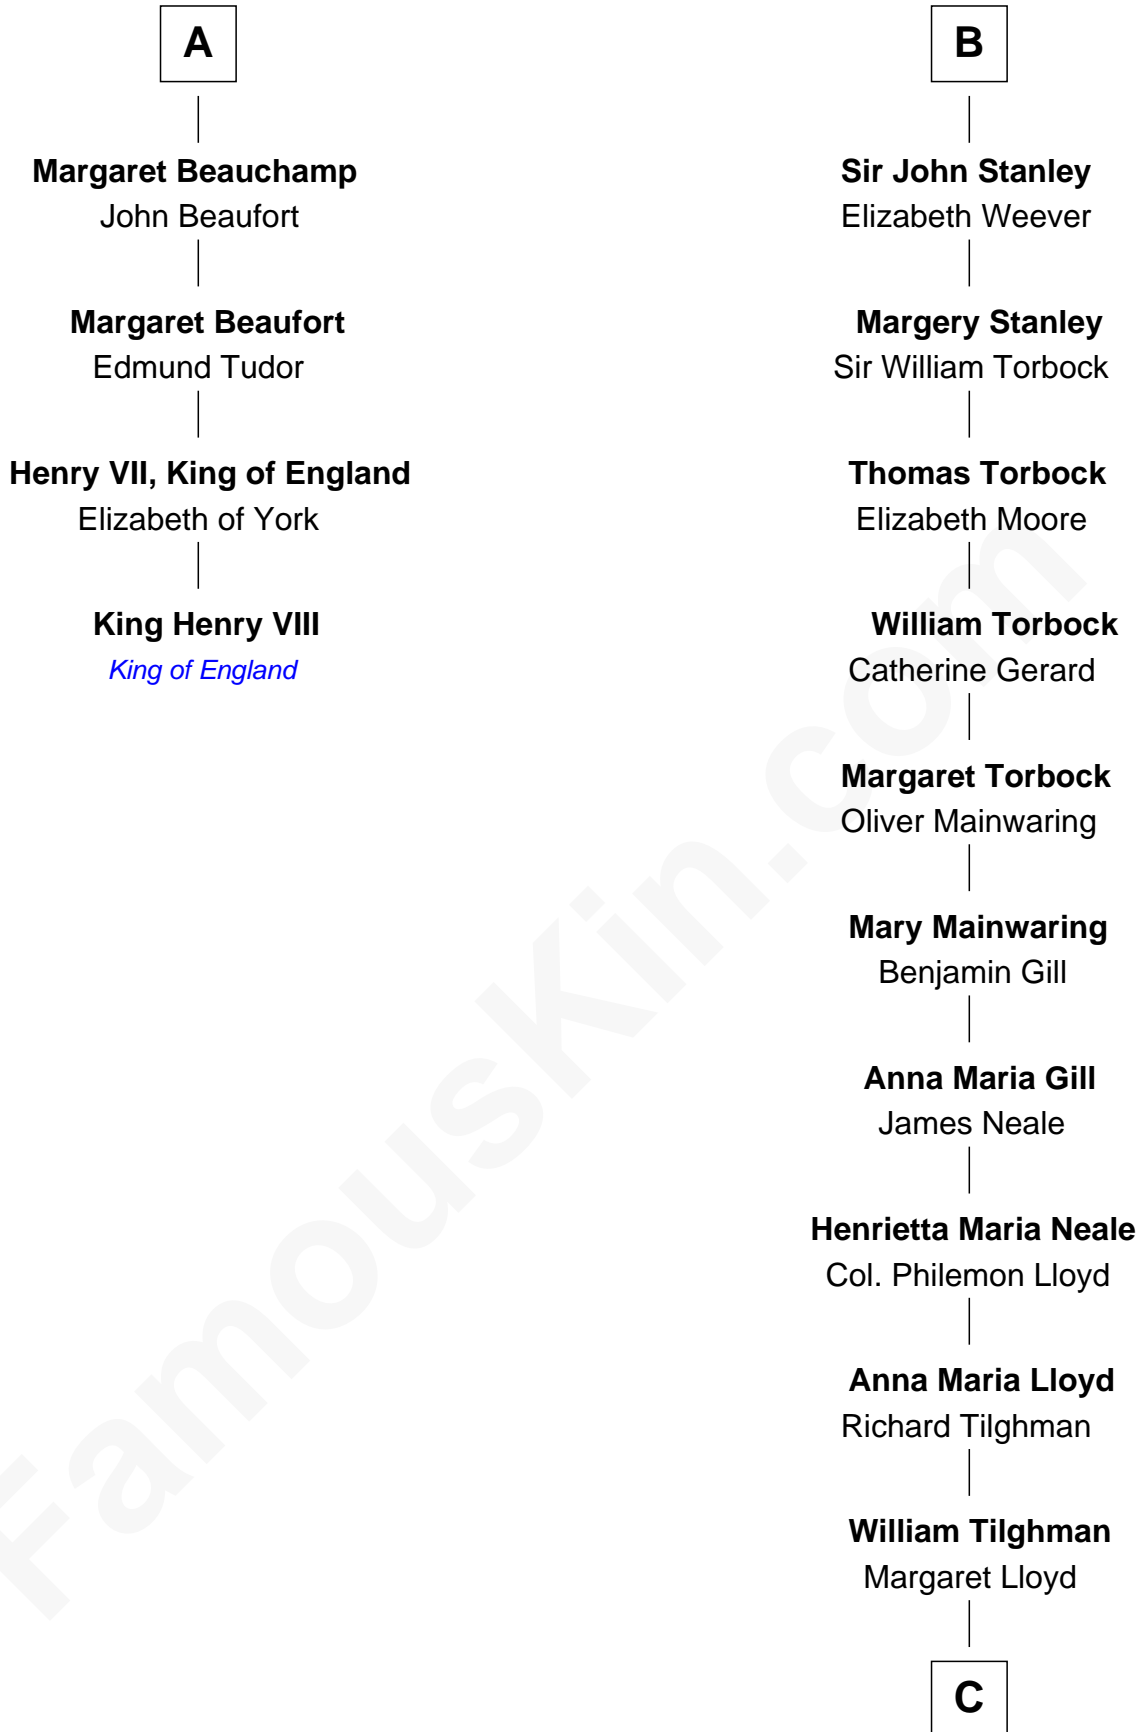 A
Margaret Beauchamp
John Beaufort
Margaret Beaufort
Edmund Tudor
Henry VII, King of England
Elizabeth of York
King Henry VIII
King of England
B
Sir John Stanley
Elizabeth Weever
Margery Stanley
Sir William Torbock
Thomas Torbock
Elizabeth Moore
William Torbock
Catherine Gerard
Margaret Torbock
Oliver Mainwaring
Mary Mainwaring
Benjamin Gill
Anna Maria Gill
James Neale
Henrietta Maria Neale
Col. Philemon Lloyd
Anna Maria Lloyd
Richard Tilghman
William Tilghman
Margaret Lloyd
C
FamousKin.com